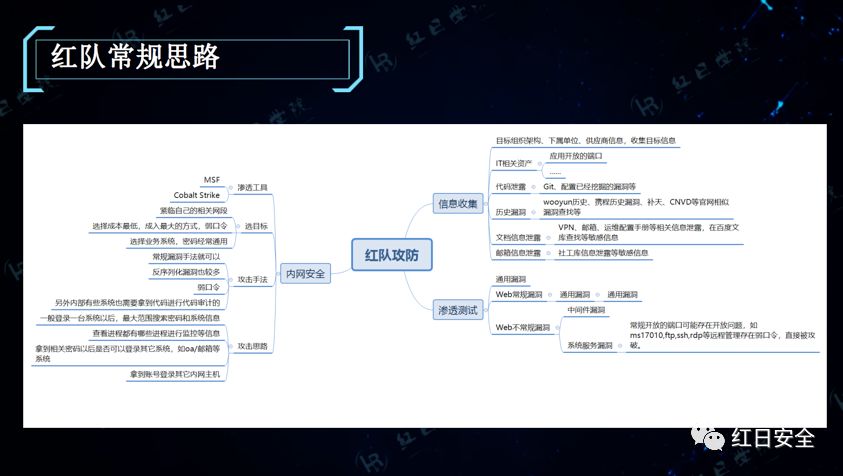 红队常规思路
红队攻防
信息收集
目标组织架构、下属单位、供应商信息，收集目标信息
IT相关资产
应用开放的端口
......
代码泄露
Git、配置已经挖掘的漏洞等
历史漏洞
wooyun历史、携程历史漏洞、补天、CNVD等官网相似
漏洞查找等
文档信息泄露
VPN、邮箱、运维配置手册等相关信息泄露，在百度文
库查找等敏感信息
邮箱信息泄露
社工库信息泄露等敏感信息
渗透测试
通用漏洞
Web常规漏洞
通用漏洞
通用漏洞
Web不常规漏洞
中间件漏洞
系统服务漏洞
常规开放的端口可能存在开放问题，如
ms17010,ftp,ssh,rdp等远程管理存在弱口令，直接被攻
破。
内网安全
渗透工具
MSF
Cobalt Strike
选目标
紧临自己的相关网段
选择成本最低，成入最大的方式，弱口令
选择业务系统，密码经常通用
攻击手法
常规漏洞手法就可以
反序列化漏洞也较多
弱口令
另外内部有些系统也需要拿到代码进行代码审计的
攻击思路
一般登录一台系统以后，最大范围搜索密码和系统信息
查看进程都有哪些进程进行监控等信息
拿到相关密码以后是否可以登录其它系统，如oa/邮箱等
系统
拿到账号登录其它内网主机
红日安全